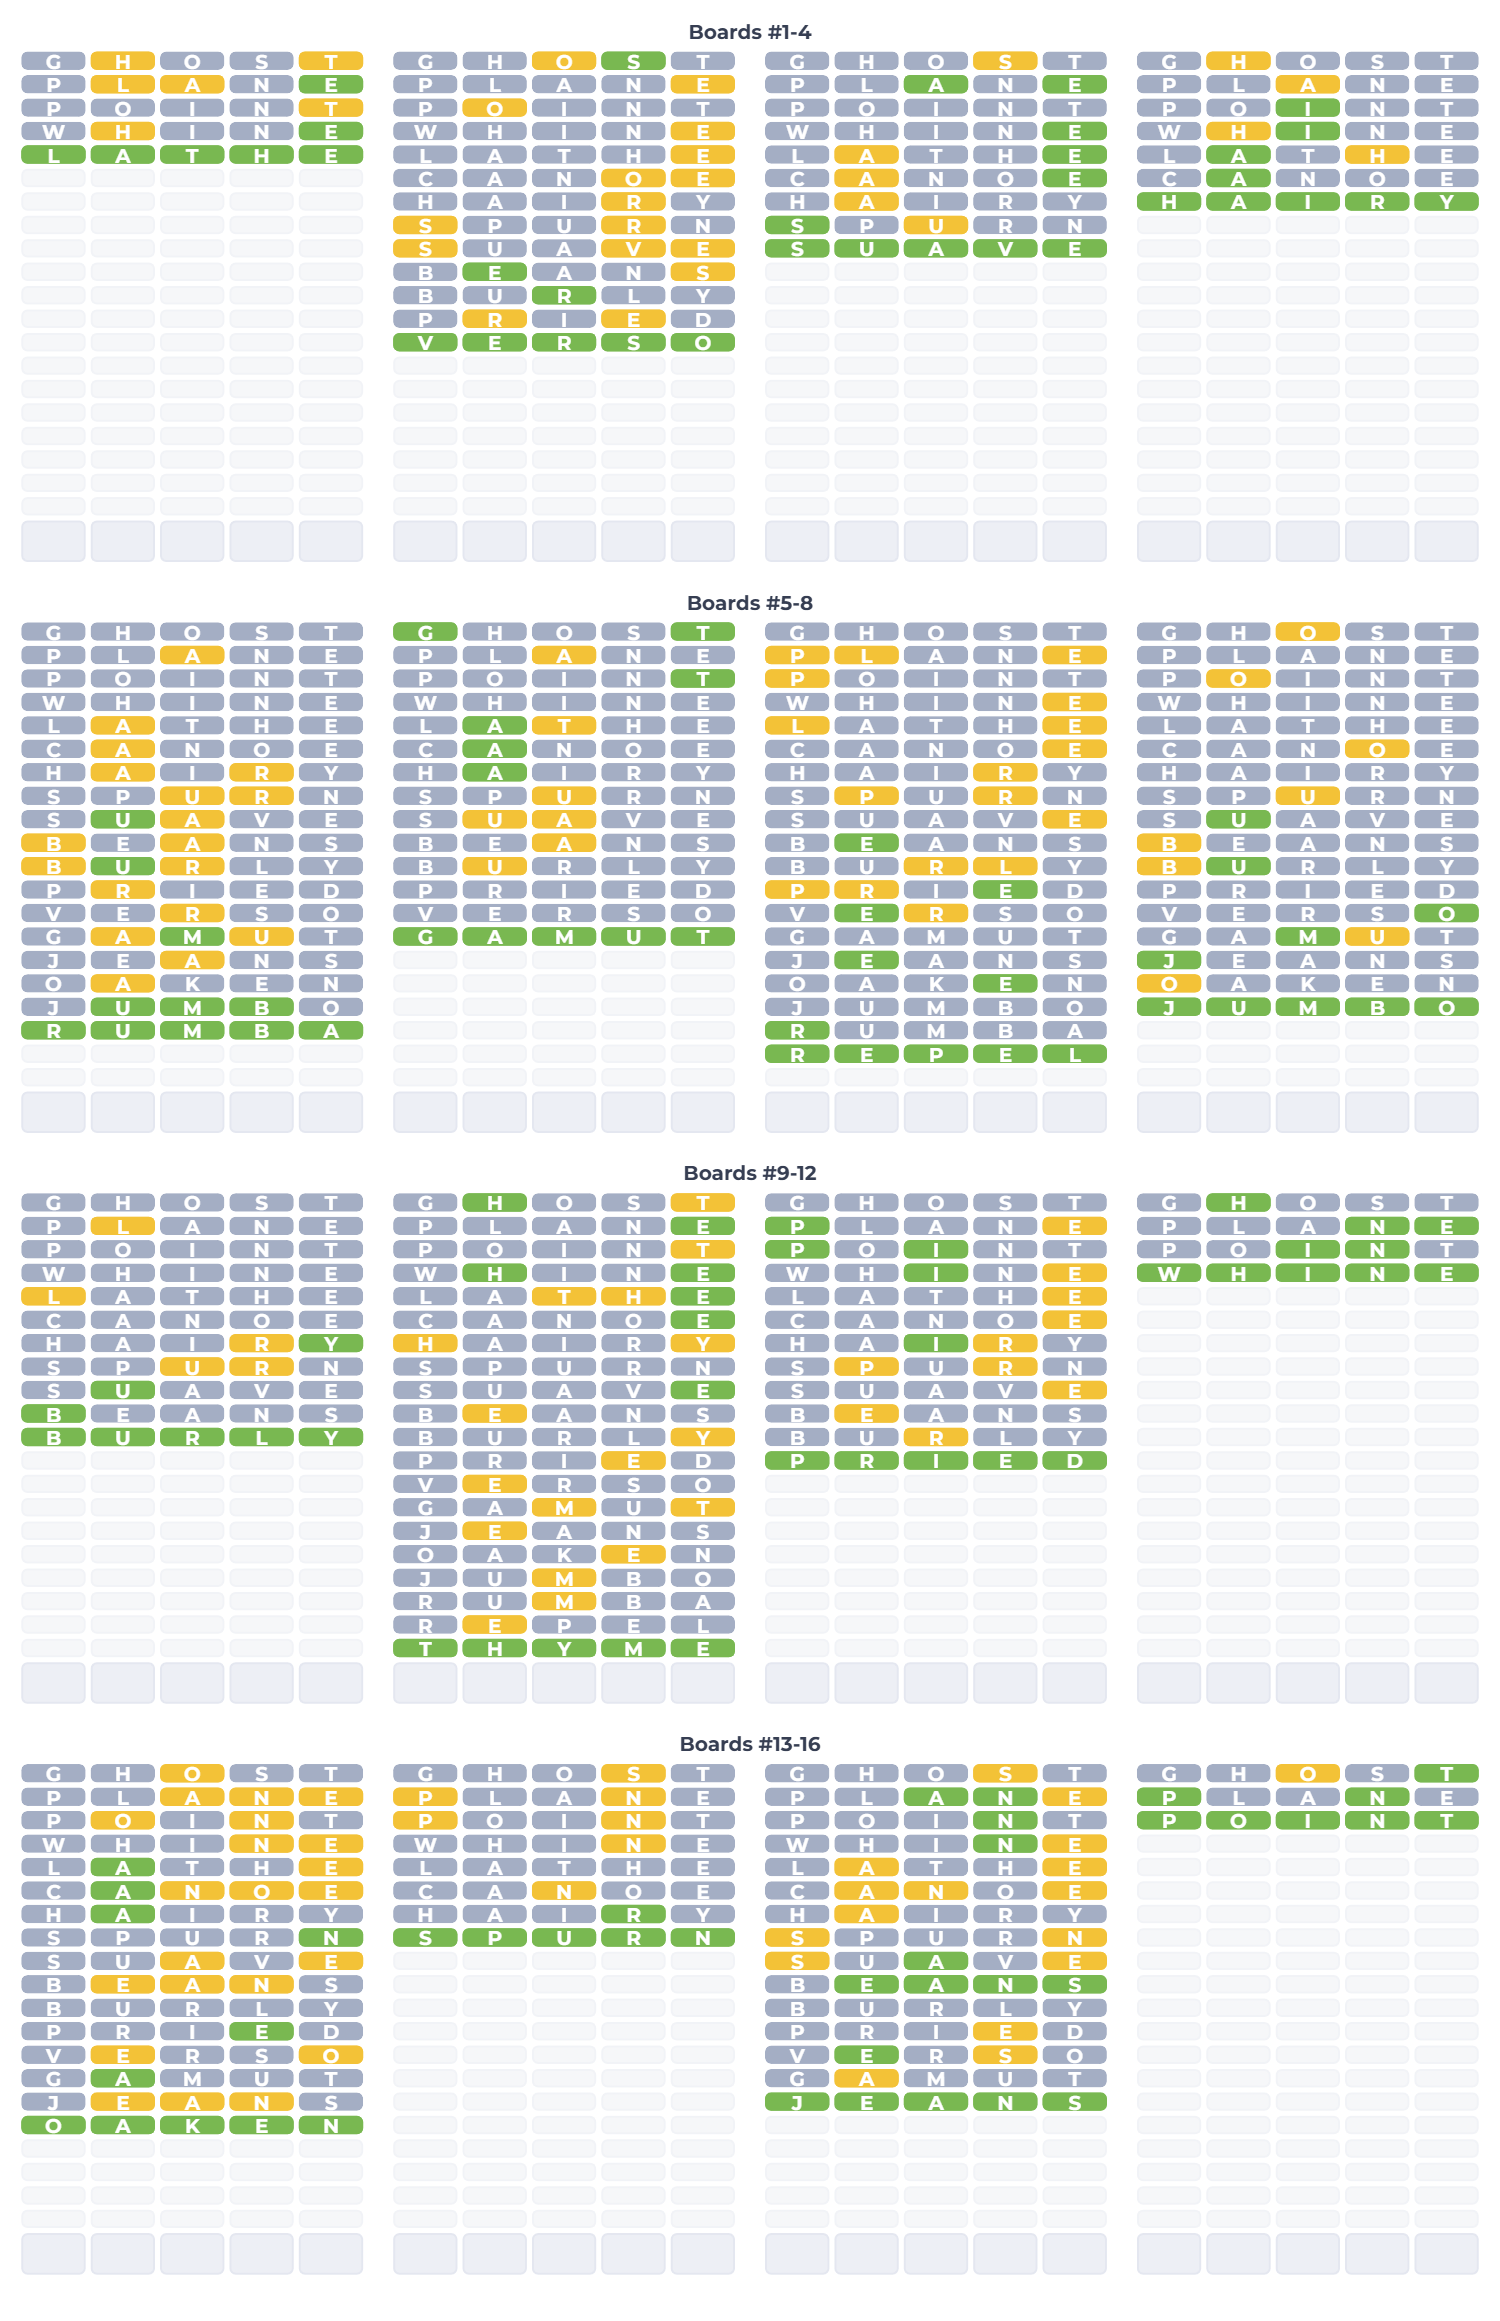 Boards #1-4
GHOST
PLANE
POINT
WHINE
LATHE
GHOST
PLANE
POINT
WHINE
LATHE
CANOE
HAIRY
SPURN
SUAVE
BEANS
BURLY
PRIED
VERSO
GHOST
PLANE
POINT
WHINE
LATHE
CANOE
HAIRY
SPURN
SUAVE
GHOST
PLANE
POINT
WHINE
LATHE
CANOE
HAIRY
Boards #5-8
GHOST
PLANE
POINT
WHINE
LATHE
CANOE
HAIRY
SPURN
SUAVE
BEANS
BURLY
PRIED
VERSO
GAMUT
JEANS
OAKEN
JUMBO
RUMBA
GHOST
PLANE
POINT
WHINE
LATHE
CANOE
HAIRY
SPURN
SUAVE
BEANS
BURLY
PRIED
VERSO
GAMUT
GHOST
PLANE
POINT
WHINE
LATHE
CANOE
HAIRY
SPURN
SUAVE
BEANS
BURLY
PRIED
VERSO
GAMUT
JEANS
OAKEN
JUMBO
RUMBA
REPEL
GHOST
PLANE
POINT
WHINE
LATHE
CANOE
HAIRY
SPURN
SUAVE
BEANS
BURLY
PRIED
VERSO
GAMUT
JEANS
OAKEN
JUMBO
Boards #9-12
GHOST
PLANE
POINT
WHINE
LATHE
CANOE
HAIRY
SPURN
SUAVE
BEANS
BURLY
GHOST
PLANE
POINT
WHINE
LATHE
CANOE
HAIRY
SPURN
SUAVE
BEANS
BURLY
PRIED
VERSO
GAMUT
JEANS
OAKEN
JUMBO
RUMBA
REPEL
THYME
GHOST
PLANE
POINT
WHINE
LATHE
CANOE
HAIRY
SPURN
SUAVE
BEANS
BURLY
PRIED
GHOST
PLANE
POINT
WHINE
Boards #13-16
GHOST
PLANE
POINT
WHINE
LATHE
CANOE
HAIRY
SPURN
SUAVE
BEANS
BURLY
PRIED
VERSO
GAMUT
JEANS
OAKEN
GHOST
PLANE
POINT
WHINE
LATHE
CANOE
HAIRY
SPURN
GHOST
PLANE
POINT
WHINE
LATHE
CANOE
HAIRY
SPURN
SUAVE
BEANS
BURLY
PRIED
VERSO
GAMUT
JEANS
GHOST
PLANE
POINT